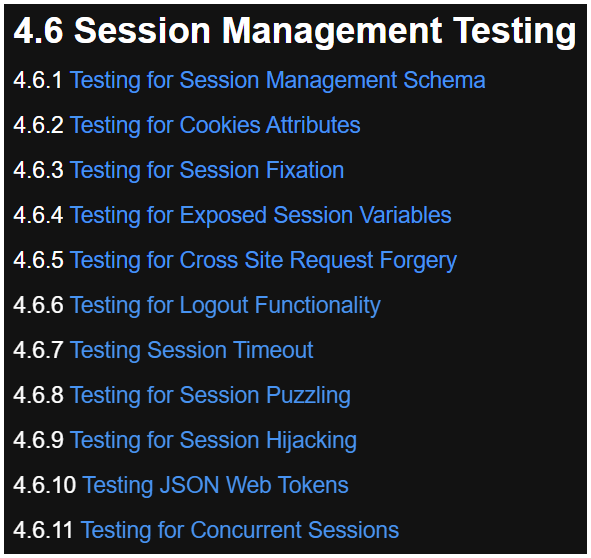 4.6 Session Management Testing
4.6.1 Testing for Session Management Schema
4.6.2 Testing for Cookies Attributes
4.6.3 Testing for Session Fixation
4.6.4 Testing for Exposed Session Variables
4.6.5 Testing for Cross Site Request Forgery
4.6.6 Testing for Logout Functionality
4.6.7 Testing Session Timeout
4.6.8 Testing for Session Puzzling
4.6.9 Testing for Session Hijacking
4.6.10 Testing JSON Web Tokens
4.6.11 Testing for Concurrent Sessions